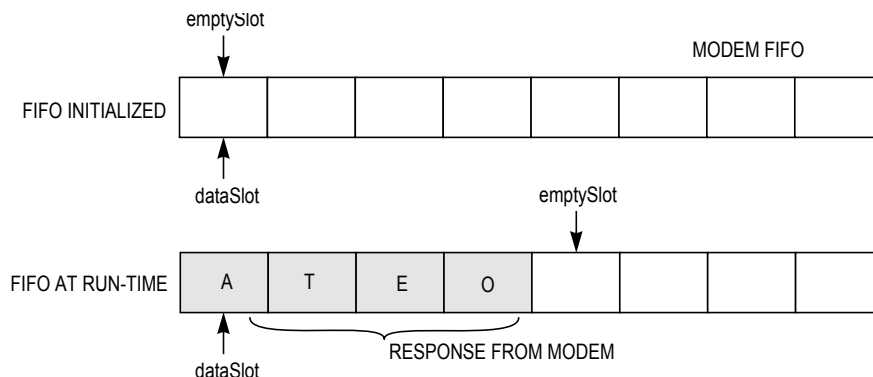 emptySlot
MODEM FIFO
FIFO INITIALIZED
dataSlot
emptySlot
FIFO AT RUN-TIME
A T E O
RESPONSE FROM MODEM
dataSlot